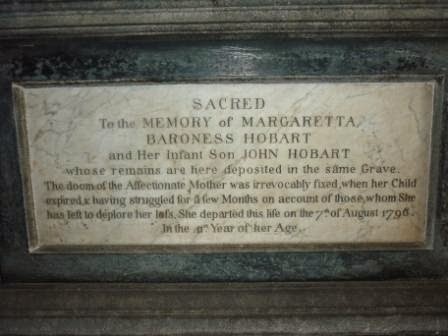 SACRED
To the MEMORY of MARGARETTA,
BARONESS HOBART
and Her Infant Son JOHN HOBART
whose remains are here deposited in the same Grave.
The doom of the Affectionate Mother was irrevocably fixed, when her Child
expired, & having struggled for a few Months on account of those, whom She
has left to deplore her loſs. She departed this life on the 7th of August 1796.
In the Year of her Age.